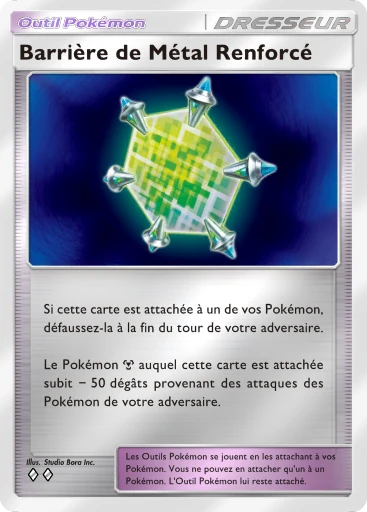 Outil Pokémon
DRESSEUR
Barrière de Métal Renforcé
Si cette carte est attachée à un de vos Pokémon,
défaussez-la à la fin du tour de votre adversaire.
Le Pokémon auquel cette carte est attachée
subit − 50 dégâts provenant des attaques des
Pokémon de votre adversaire.
Illus. Studio Bora Inc.
Les Outils Pokémon se jouent en les attachant à vos
Pokémon. Vous ne pouvez en attacher qu'un à un
Pokémon. L'Outil Pokémon lui reste attaché.